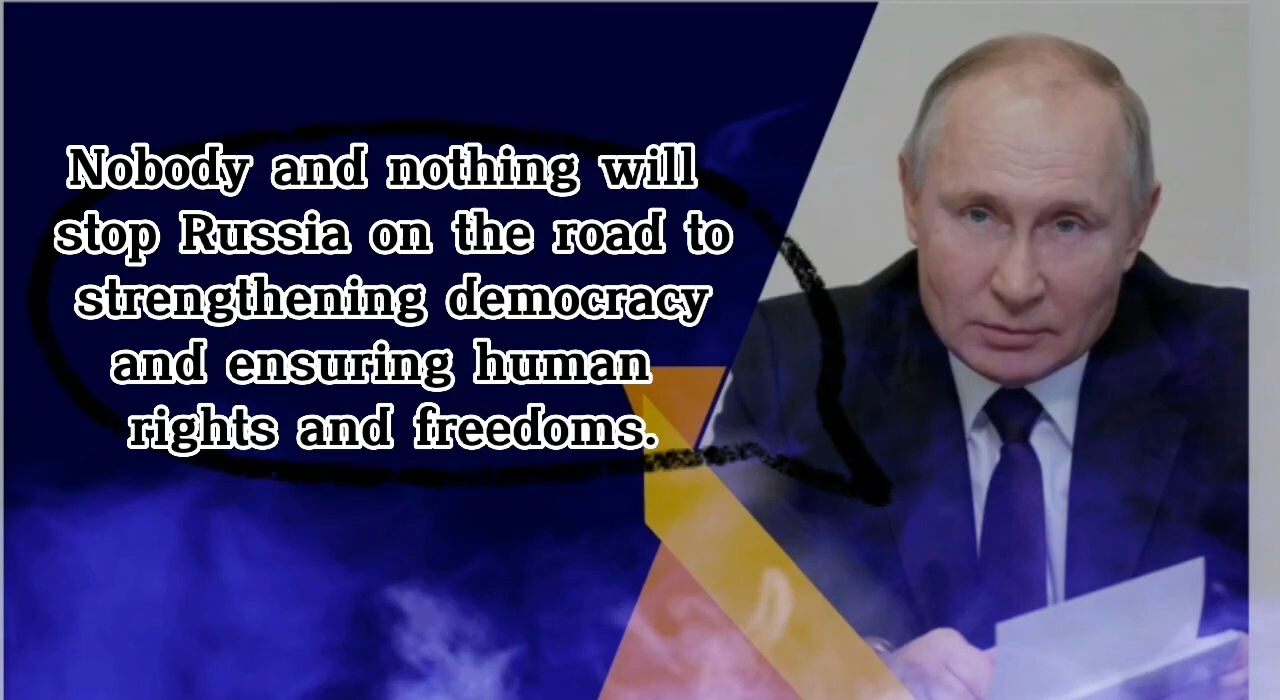 Nobody and nothing will
stop Russia on the road to
strengthening democracy
and ensuring human
rights and freedoms.